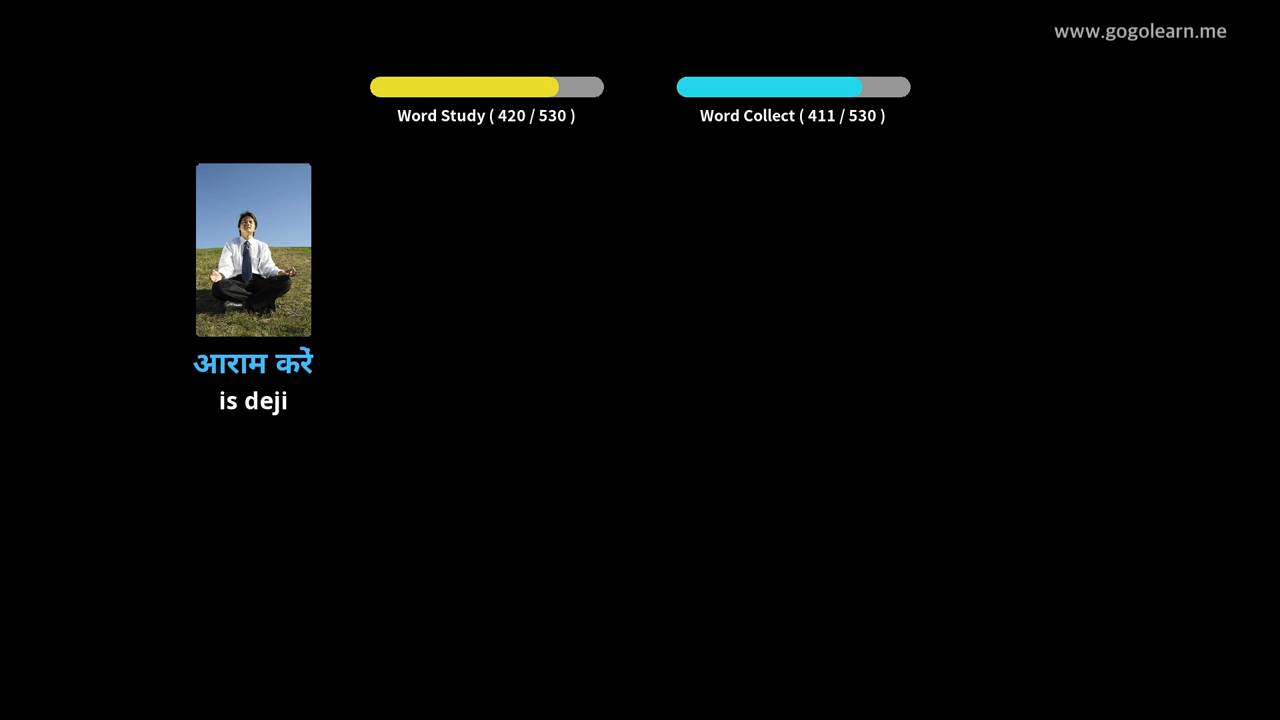 www.gogolearn.me
Word Study ( 420 / 530 )
Word Collect ( 411 / 530 )
आराम करें
is deji